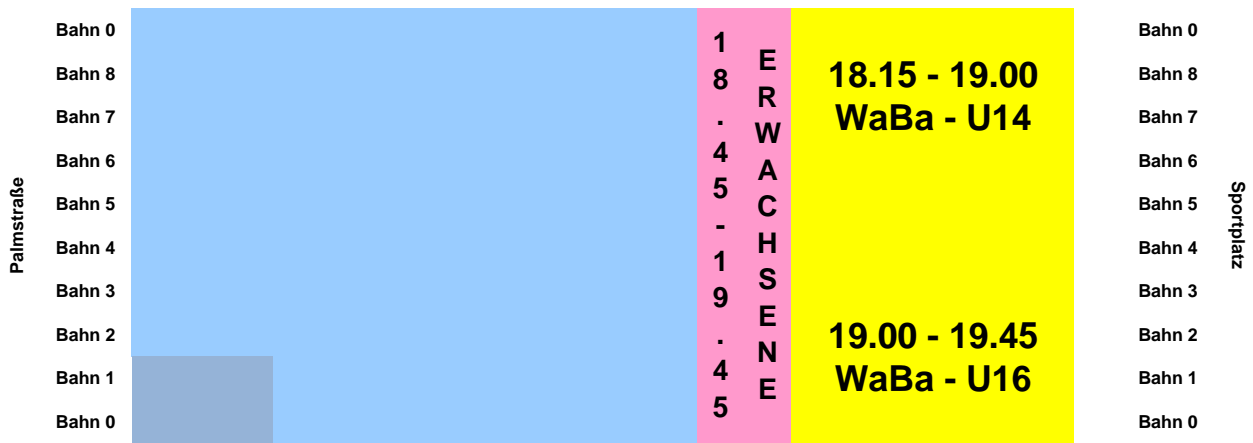 Palmstraße
Bahn 0
Bahn 8
Bahn 7
Bahn 6
Bahn 5
Bahn 4
Bahn 3
Bahn 2
Bahn 1
Bahn 0
18.45-19.45
ERWACHSENE
18.15 - 19.00
WaBa - U14
19.00 - 19.45
WaBa - U16
Bahn 0
Bahn 8
Bahn 7
Bahn 6
Bahn 5
Bahn 4
Bahn 3
Bahn 2
Bahn 1
Bahn 0
Sportplatz